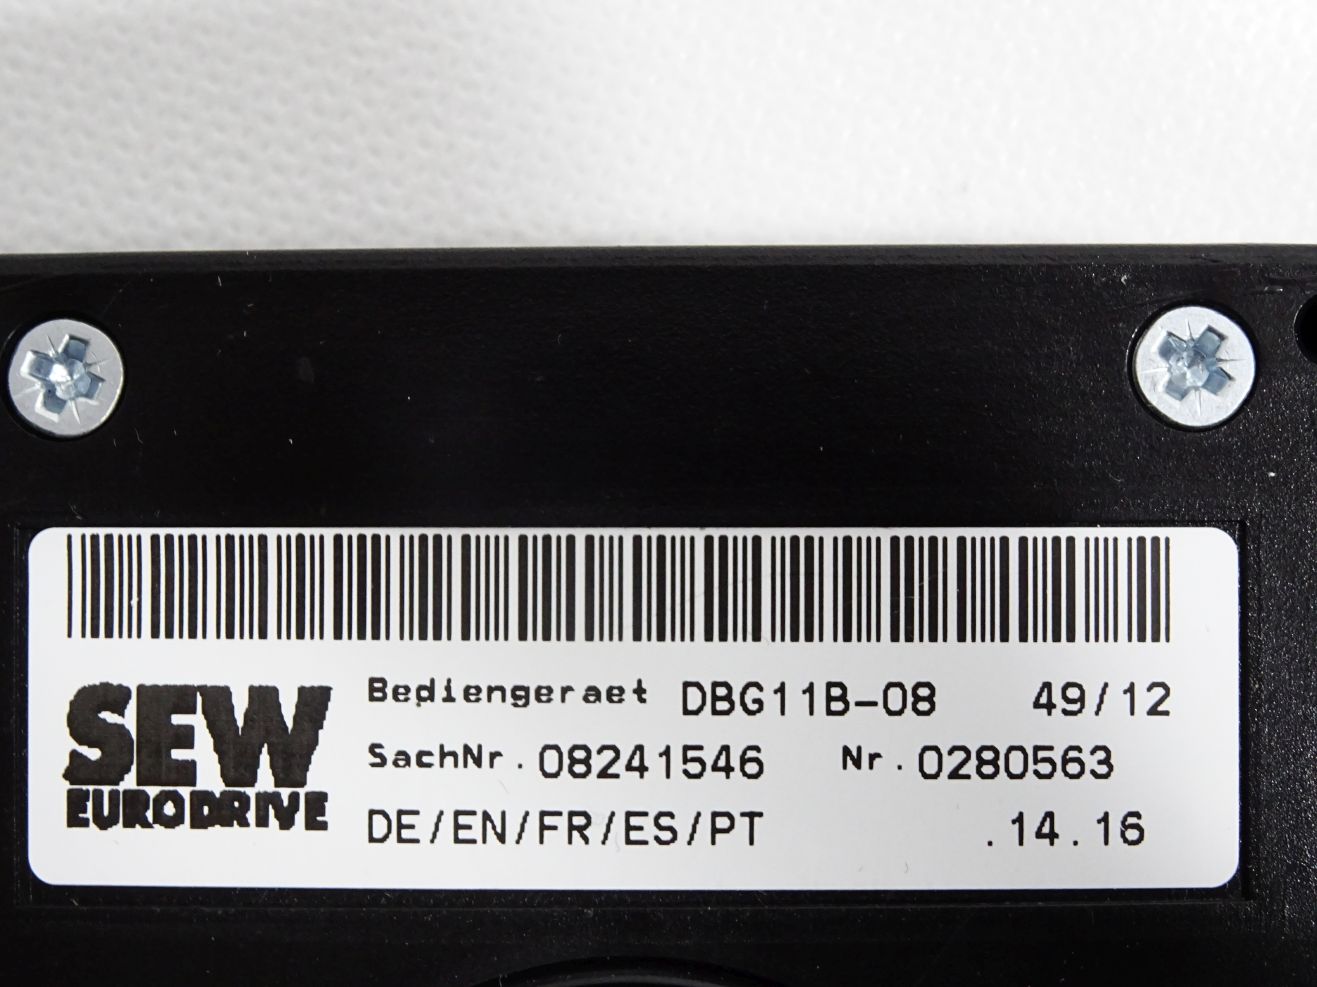 SEW
EURODRIVE
Bediengeraet DBG11B-08 49/12
SachNr. 08241546 Nr. 0280563
DE/EN/FR/ES/PT .14.16